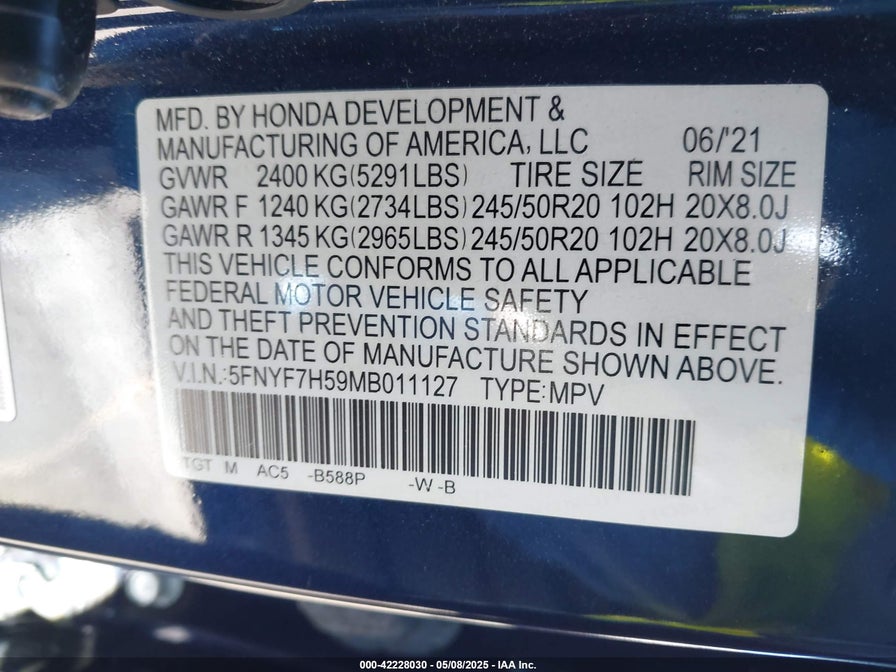 MFD. BY HONDA DEVELOPMENT &
MANUFACTURING OF AMERICA, LLC 06/'21
GVWR 2400 KG(5291LBS) TIRE SIZE RIM SIZE
GAWR F 1240 KG(2734LBS) 245/50R20 102H 20X8.0J
GAWR R 1345 KG(2965LBS) 245/50R20 102H 20X8.0J
THIS VEHICLE CONFORMS TO ALL APPLICABLE
FEDERAL MOTOR VEHICLE SAFETY
AND THEFT PREVENTION STANDARDS IN EFFECT
ON THE DATE OF MANUFACTURE SHOWN ABOVE.
V.I.N.:5FNYF7H59MB011127 TYPE:MPV
TGT M AC5 -B588P -W -B
000-42228030 - 05/08/2025 - IAA Inc.